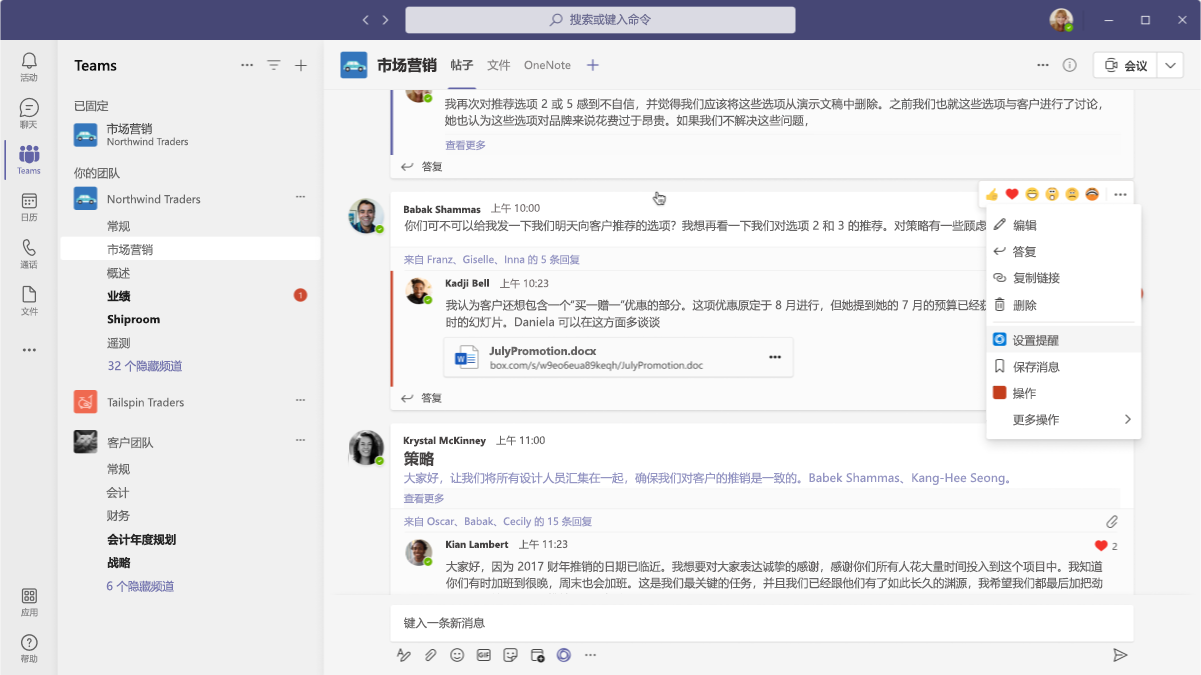 搜索或键入命令
活动
聊天
Teams
日历
通话
文件
应用
帮助
Teams
已固定
市场营销
Northwind Traders
你的团队
Northwind Traders
常规
市场营销
概述
业绩
1
Shiproom
遥测
32 个隐藏频道
Tailspin Traders
客户团队
常规
会计
财务
会计年度规划
战略
6 个隐藏频道
市场营销
帖子
文件
OneNote
会议
我再次对推荐选项 2 或 5 感到不自信，并觉得我们应该将这些选项从演示文稿中删除。之前我们也就这些选项与客户进行了讨论，
她也认为这些选项对品牌来说花费过于昂贵。如果我们不解决这些问题，
查看更多
答复
Babak Shammas 上午 10:00
你们可不可以给我发一下我们明天向客户推荐的选项？我想再看一下我们对选项 2 和 3 的推荐。对策略有一些顾虑
来自 Franz、Giselle、Inna 的 5 条回复
Kadji Bell 上午 10:23
我认为客户还想包含一个“买一赠一”优惠的部分。这项优惠原定于 8 月进行，但她提到她的 7 月的预算已经获
时的幻灯片。Daniela 可以在这方面多谈谈
JulyPromotion.docx
box.com/s/w9eo6eua89keqh/JulyPromotion.doc
答复
编辑
答复
复制链接
删除
设置提醒
保存消息
操作
更多操作
Krystal McKinney 上午 11:00
策略
大家好，让我们将所有设计人员汇集在一起，确保我们对客户的推销是一致的。Babek Shammas、Kang-Hee Seong。
查看更多
来自 Oscar、Babak、Cecily 的 15 条回复
Kian Lambert 上午 11:23
2
大家好，因为 2017 财年推销的日期已临近。我想要对大家表达诚挚的感谢，感谢你们所有人花大量时间投入到这个项目中。我知道
你们有时加班到很晚，周末也会加班。这是我们最关键的任务，并且我们已经跟他们有了如此长久的渊源，我希望我们都最后加把劲
键入一条新消息
GIF